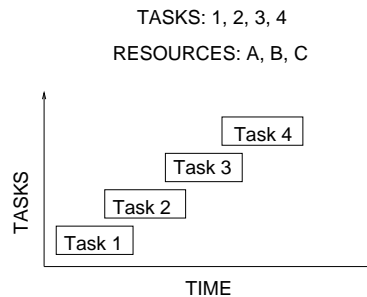 TASKS: 1, 2, 3, 4
RESOURCES: A, B, C
Task 4
Task 3
Task 2
Task 1
TASKS
TIME